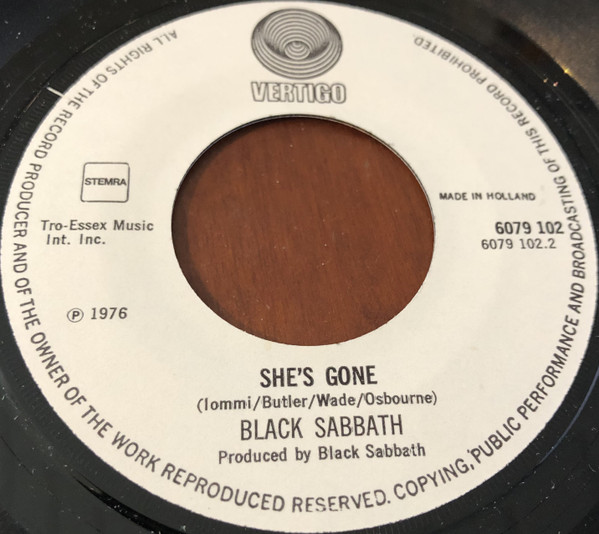 VERTIGO
STEMRA
Tro-Essex Music
Int. Inc.
℗ 1976
MADE IN HOLLAND
6079 102
6079 102.2
SHE'S GONE
(Iommi/Butler/Wade/Osbourne)
BLACK SABBATH
Produced by Black Sabbath
ALL RIGHTS OF THE RECORD PRODUCER AND OF THE OWNER OF THE WORK REPRODUCED RESERVED. COPYING, PUBLIC PERFORMANCE AND BROADCASTING OF THIS RECORD PROHIBITED.